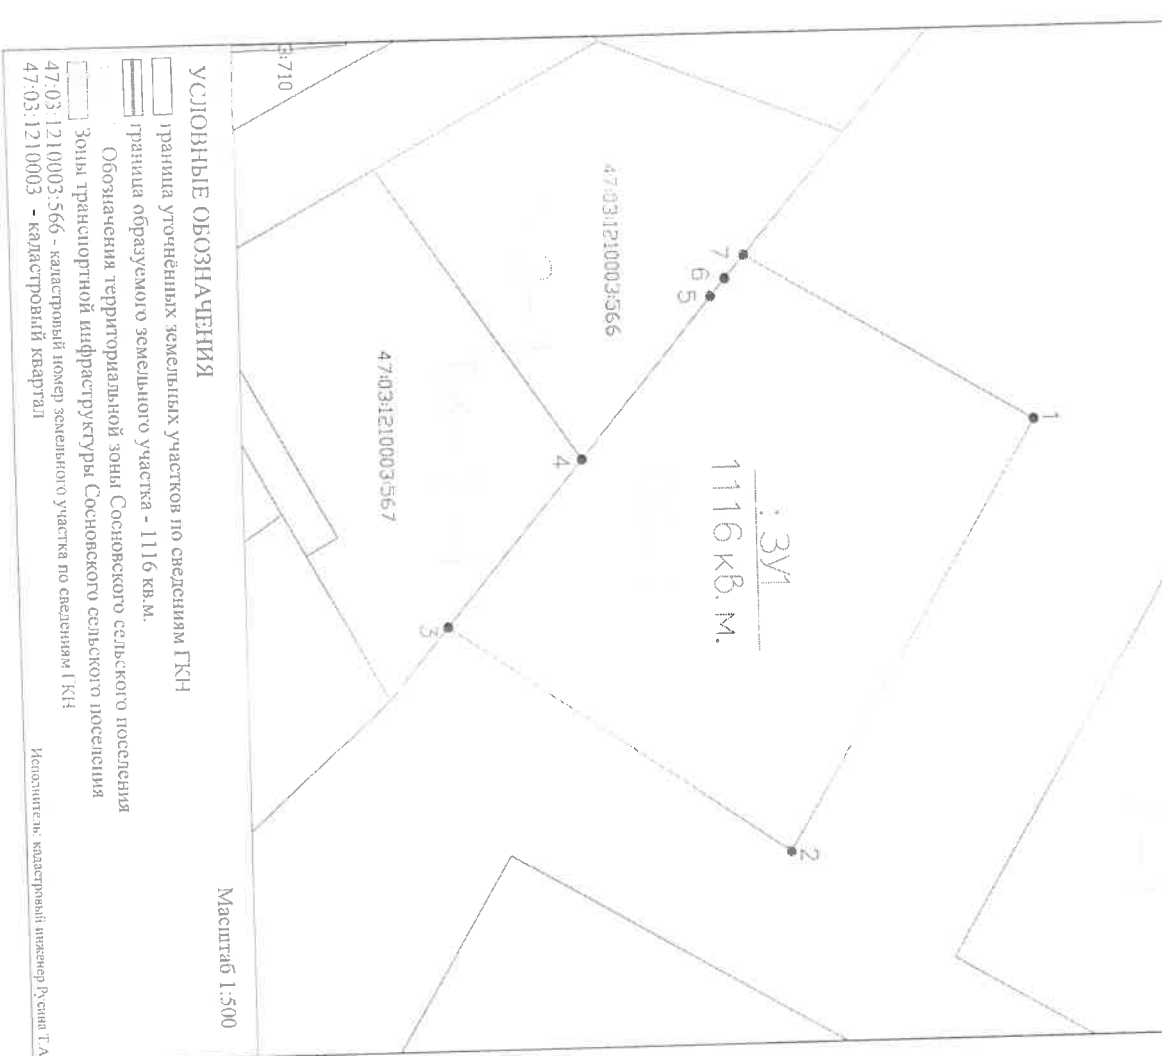 1
: ЗУ1
1116 кв. м.
2
7
6
5
47:03:1210003:566
4
47:03:1210003:567
3
3:710
Масштаб 1:500
УСЛОВНЫЕ ОБОЗНАЧЕНИЯ
граница уточнённых земельных участков по сведениям ГКН
граница образуемого земельного участка - 1116 кв.м.
Обозначения территориальной зоны Сосновского сельского поселения
Зоны транспортной инфраструктуры Сосновского сельского поселения
47:03:1210003:566 - кадастровый номер земельного участка по сведениям ГКН
47:03:1210003 - кадастровый квартал
Исполнитель: кадастровый инженер Русина Т.А